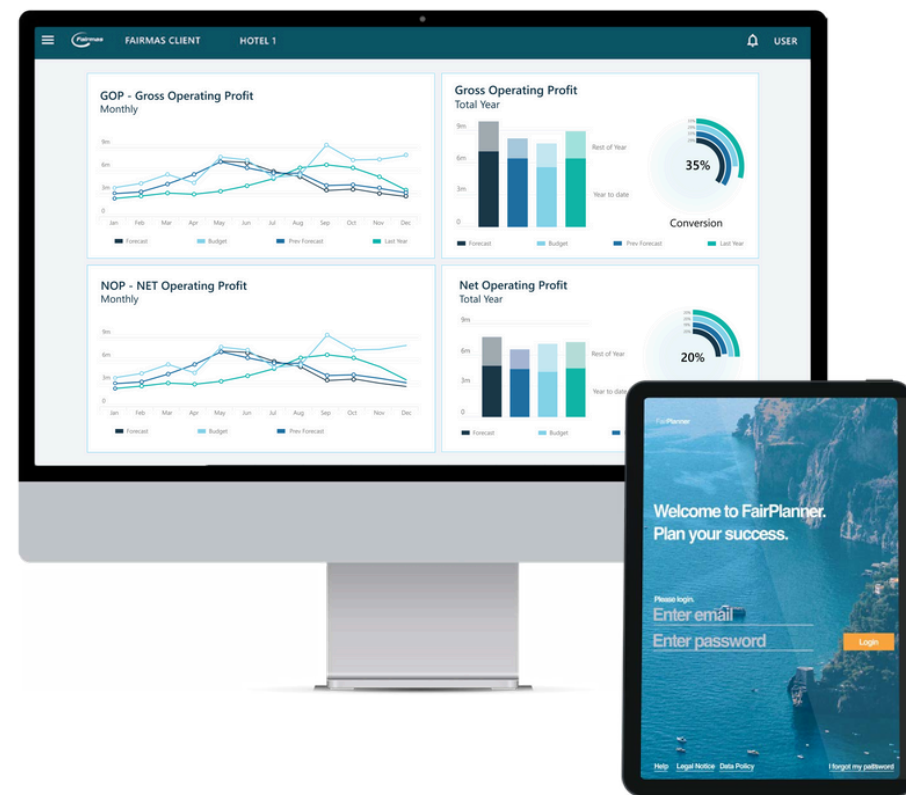 Fairmas FAIRMAS CLIENT HOTEL 1 USER
GOP - Gross Operating Profit
Monthly
9m
6m
3m
0
Jan Feb Mar Apr May Jun Jul Aug Sep Oct Nov Dec
Forecast Budget Prev Forecast Last Year
Gross Operating Profit
Total Year
9m
6m
3m
0
Rest of Year
Year to date
35%
Conversion
Forecast Budget Prev Forecast Last Year
NOP - NET Operating Profit
Monthly
9m
6m
3m
0
Jan Feb Mar Apr May Jun Jul Aug Sep Oct Nov Dec
Forecast Budget Prev Forecast
Net Operating Profit
Total Year
9m
6m
3m
0
Rest of Year
Year to date
20%
Forecast Budget
FairPlanner
Welcome to FairPlanner.
Plan your success.
Please login.
Enter email
Enter password
Login
Help Legal Notice Data Policy I forgot my password